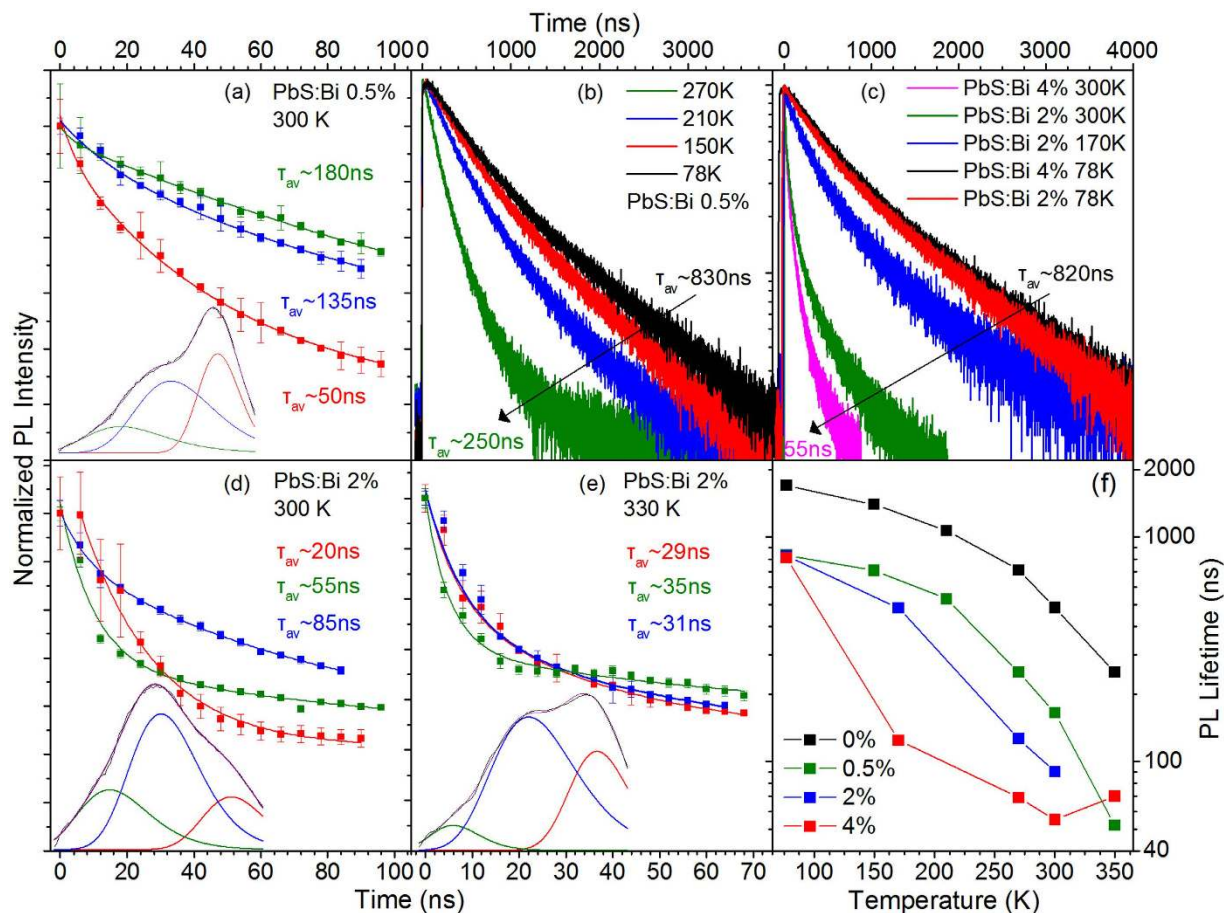 Time (ns)
0 20 40 60 80 100
0 1200 2400 3600
0 1000 2000 3000 4000
Normalized PL Intensity
(a) PbS:Bi 0.5%
300 K
τav~180ns
τav~135ns
τav~50ns
(b)
270K
210K
150K
78K
PbS:Bi 0.5%
τav~830ns
τav~250ns
(c)
PbS:Bi 4% 300K
PbS:Bi 2% 300K
PbS:Bi 2% 170K
PbS:Bi 4% 78K
PbS:Bi 2% 78K
τav~820ns
55ns
(d) PbS:Bi 2%
300 K
τav~20ns
τav~55ns
τav~85ns
0 20 40 60 80 100
(e) PbS:Bi 2%
330 K
τav~29ns
τav~35ns
τav~31ns
0 10 20 30 40 50 60 70
Time (ns)
(f)
0%
0.5%
2%
4%
2000
1000
100
40
PL Lifetime (ns)
100 150 200 250 300 350
Temperature (K)